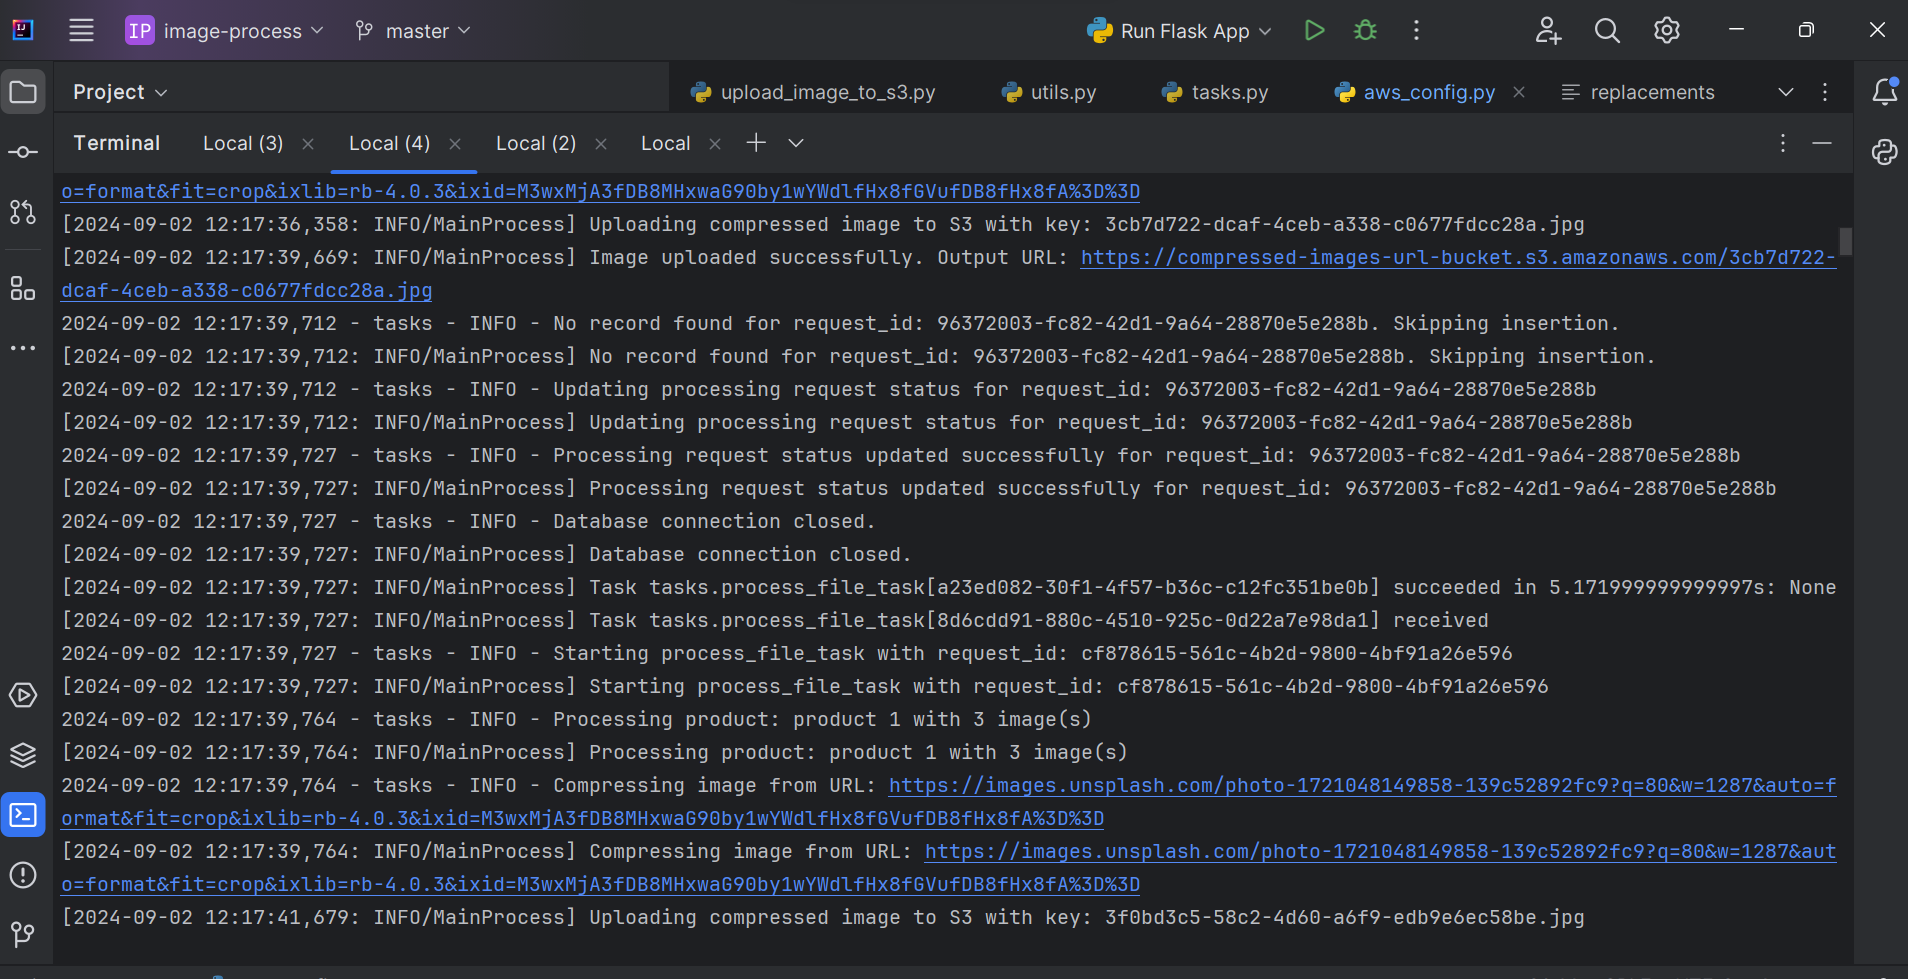 IP image-process master Run Flask App
Project upload_image_to_s3.py utils.py tasks.py aws_config.py replacements
Terminal Local (3) Local (4) Local (2) Local
o=format&fit=crop&ixlib=rb-4.0.3&ixid=M3wxMjA3fDB8MHxwaG90by1wYWdlfHx8fGVufDB8fHx8fA%3D%3D
[2024-09-02 12:17:36,358: INFO/MainProcess] Uploading compressed image to S3 with key: 3cb7d722-dcaf-4ceb-a338-c0677fdcc28a.jpg
[2024-09-02 12:17:39,669: INFO/MainProcess] Image uploaded successfully. Output URL: https://compressed-images-url-bucket.s3.amazonaws.com/3cb7d722-
dcaf-4ceb-a338-c0677fdcc28a.jpg
2024-09-02 12:17:39,712 - tasks - INFO - No record found for request_id: 96372003-fc82-42d1-9a64-28870e5e288b. Skipping insertion.
[2024-09-02 12:17:39,712: INFO/MainProcess] No record found for request_id: 96372003-fc82-42d1-9a64-28870e5e288b. Skipping insertion.
2024-09-02 12:17:39,712 - tasks - INFO - Updating processing request status for request_id: 96372003-fc82-42d1-9a64-28870e5e288b
[2024-09-02 12:17:39,712: INFO/MainProcess] Updating processing request status for request_id: 96372003-fc82-42d1-9a64-28870e5e288b
2024-09-02 12:17:39,727 - tasks - INFO - Processing request status updated successfully for request_id: 96372003-fc82-42d1-9a64-28870e5e288b
[2024-09-02 12:17:39,727: INFO/MainProcess] Processing request status updated successfully for request_id: 96372003-fc82-42d1-9a64-28870e5e288b
2024-09-02 12:17:39,727 - tasks - INFO - Database connection closed.
[2024-09-02 12:17:39,727: INFO/MainProcess] Database connection closed.
[2024-09-02 12:17:39,727: INFO/MainProcess] Task tasks.process_file_task[a23ed082-30f1-4f57-b36c-c12fc351be0b] succeeded in 5.171999999999997s: None
[2024-09-02 12:17:39,727: INFO/MainProcess] Task tasks.process_file_task[8d6cdd91-880c-4510-925c-0d22a7e98da1] received
2024-09-02 12:17:39,727 - tasks - INFO - Starting process_file_task with request_id: cf878615-561c-4b2d-9800-4bf91a26e596
[2024-09-02 12:17:39,727: INFO/MainProcess] Starting process_file_task with request_id: cf878615-561c-4b2d-9800-4bf91a26e596
2024-09-02 12:17:39,764 - tasks - INFO - Processing product: product 1 with 3 image(s)
[2024-09-02 12:17:39,764: INFO/MainProcess] Processing product: product 1 with 3 image(s)
2024-09-02 12:17:39,764 - tasks - INFO - Compressing image from URL: https://images.unsplash.com/photo-1721048149858-139c52892fc9?q=80&w=1287&auto=f
ormat&fit=crop&ixlib=rb-4.0.3&ixid=M3wxMjA3fDB8MHxwaG90by1wYWdlfHx8fGVufDB8fHx8fA%3D%3D
[2024-09-02 12:17:39,764: INFO/MainProcess] Compressing image from URL: https://images.unsplash.com/photo-1721048149858-139c52892fc9?q=80&w=1287&aut
o=format&fit=crop&ixlib=rb-4.0.3&ixid=M3wxMjA3fDB8MHxwaG90by1wYWdlfHx8fGVufDB8fHx8fA%3D%3D
[2024-09-02 12:17:41,679: INFO/MainProcess] Uploading compressed image to S3 with key: 3f0bd3c5-58c2-4d60-a6f9-edb9e6ec58be.jpg